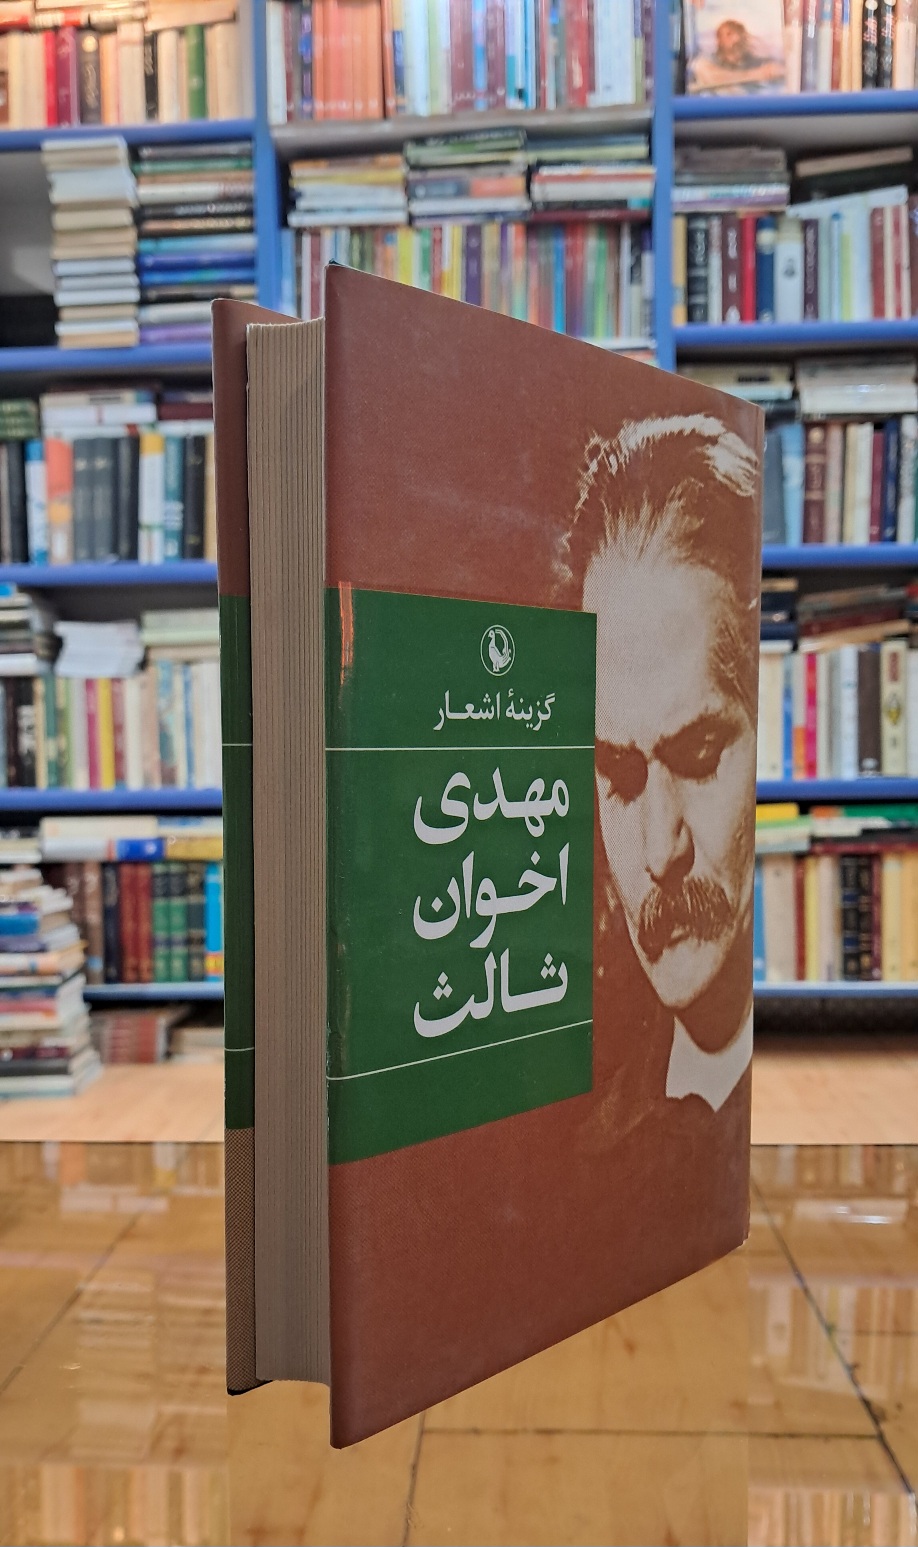 گزینهٔ اشعار
مهدی
اخوان
ثالث